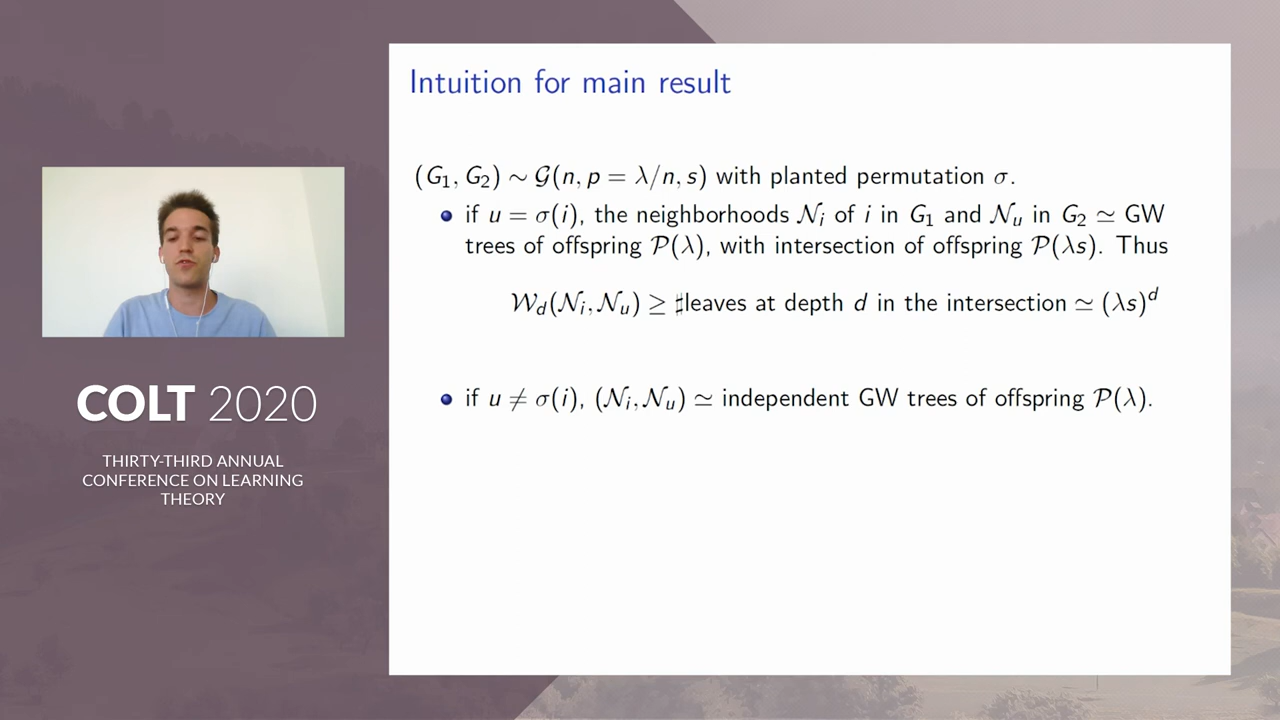 COLT 2020
THIRTY-THIRD ANNUAL
CONFERENCE ON LEARNING
THEORY
Intuition for main result
(G₁, G₂) ∼ 𝒢(n, p = λ/n, s) with planted permutation σ.
if u = σ(i), the neighborhoods 𝒩ᵢ of i in G₁ and 𝒩ᵤ in G₂ ≃ GW
trees of offspring 𝒫(λ), with intersection of offspring 𝒫(λs). Thus
𝒲_d(𝒩ᵢ, 𝒩ᵤ) ≥ ♯leaves at depth d in the intersection ≃ (λs)ᵈ
if u ≠ σ(i), (𝒩ᵢ, 𝒩ᵤ) ≃ independent GW trees of offspring 𝒫(λ).